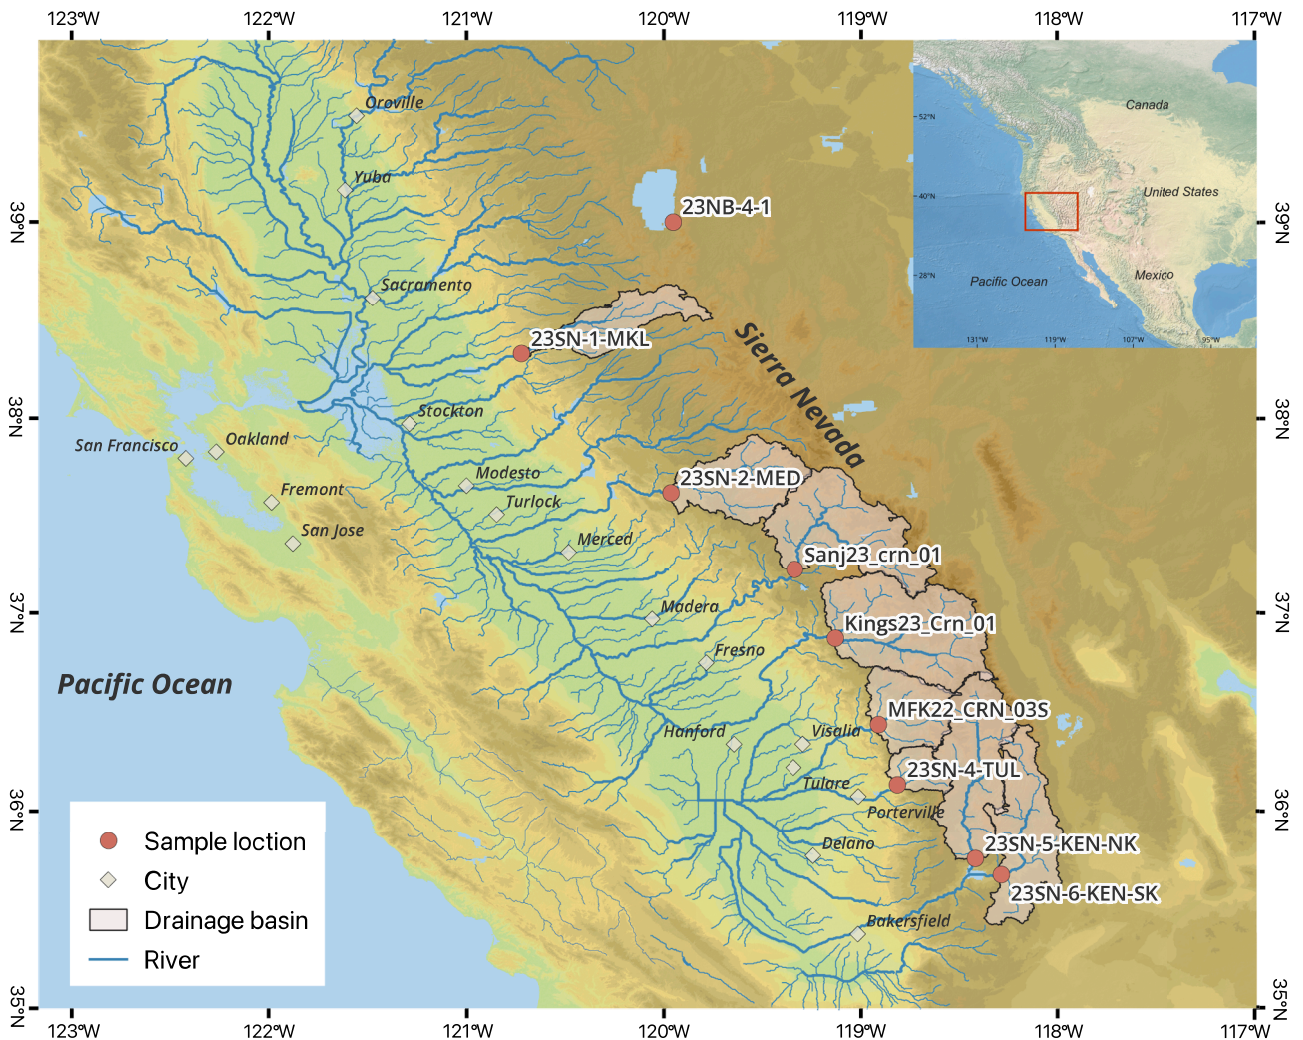 123°W 122°W 121°W 120°W 119°W 118°W 117°W
Oroville
Canada
52°N
Yuba
United States
40°N
23NB-4-1
39°N 39°N
Mexico
28°N
Pacific Ocean
Sacramento
131°W 119°W 107°W 95°W
23SN-1-MKL
Sierra Nevada
Stockton
38°N 38°N
Oakland
San Francisco
Modesto
23SN-2-MED
Fremont
Turlock
San Jose
Merced
Sanj23_crn_01
37°N 37°N
Madera
Kings23_Crn_01
Fresno
Pacific Ocean
MFK22_CRN_03S
Hanford
Visalia
23SN-4-TUL
Tulare
Porterville
36°N 36°N
Sample loction
Delano
23SN-5-KEN-NK
City
23SN-6-KEN-SK
Drainage basin
Bakersfield
River
35°N 35°N
123°W 122°W 121°W 120°W 119°W 118°W 117°W